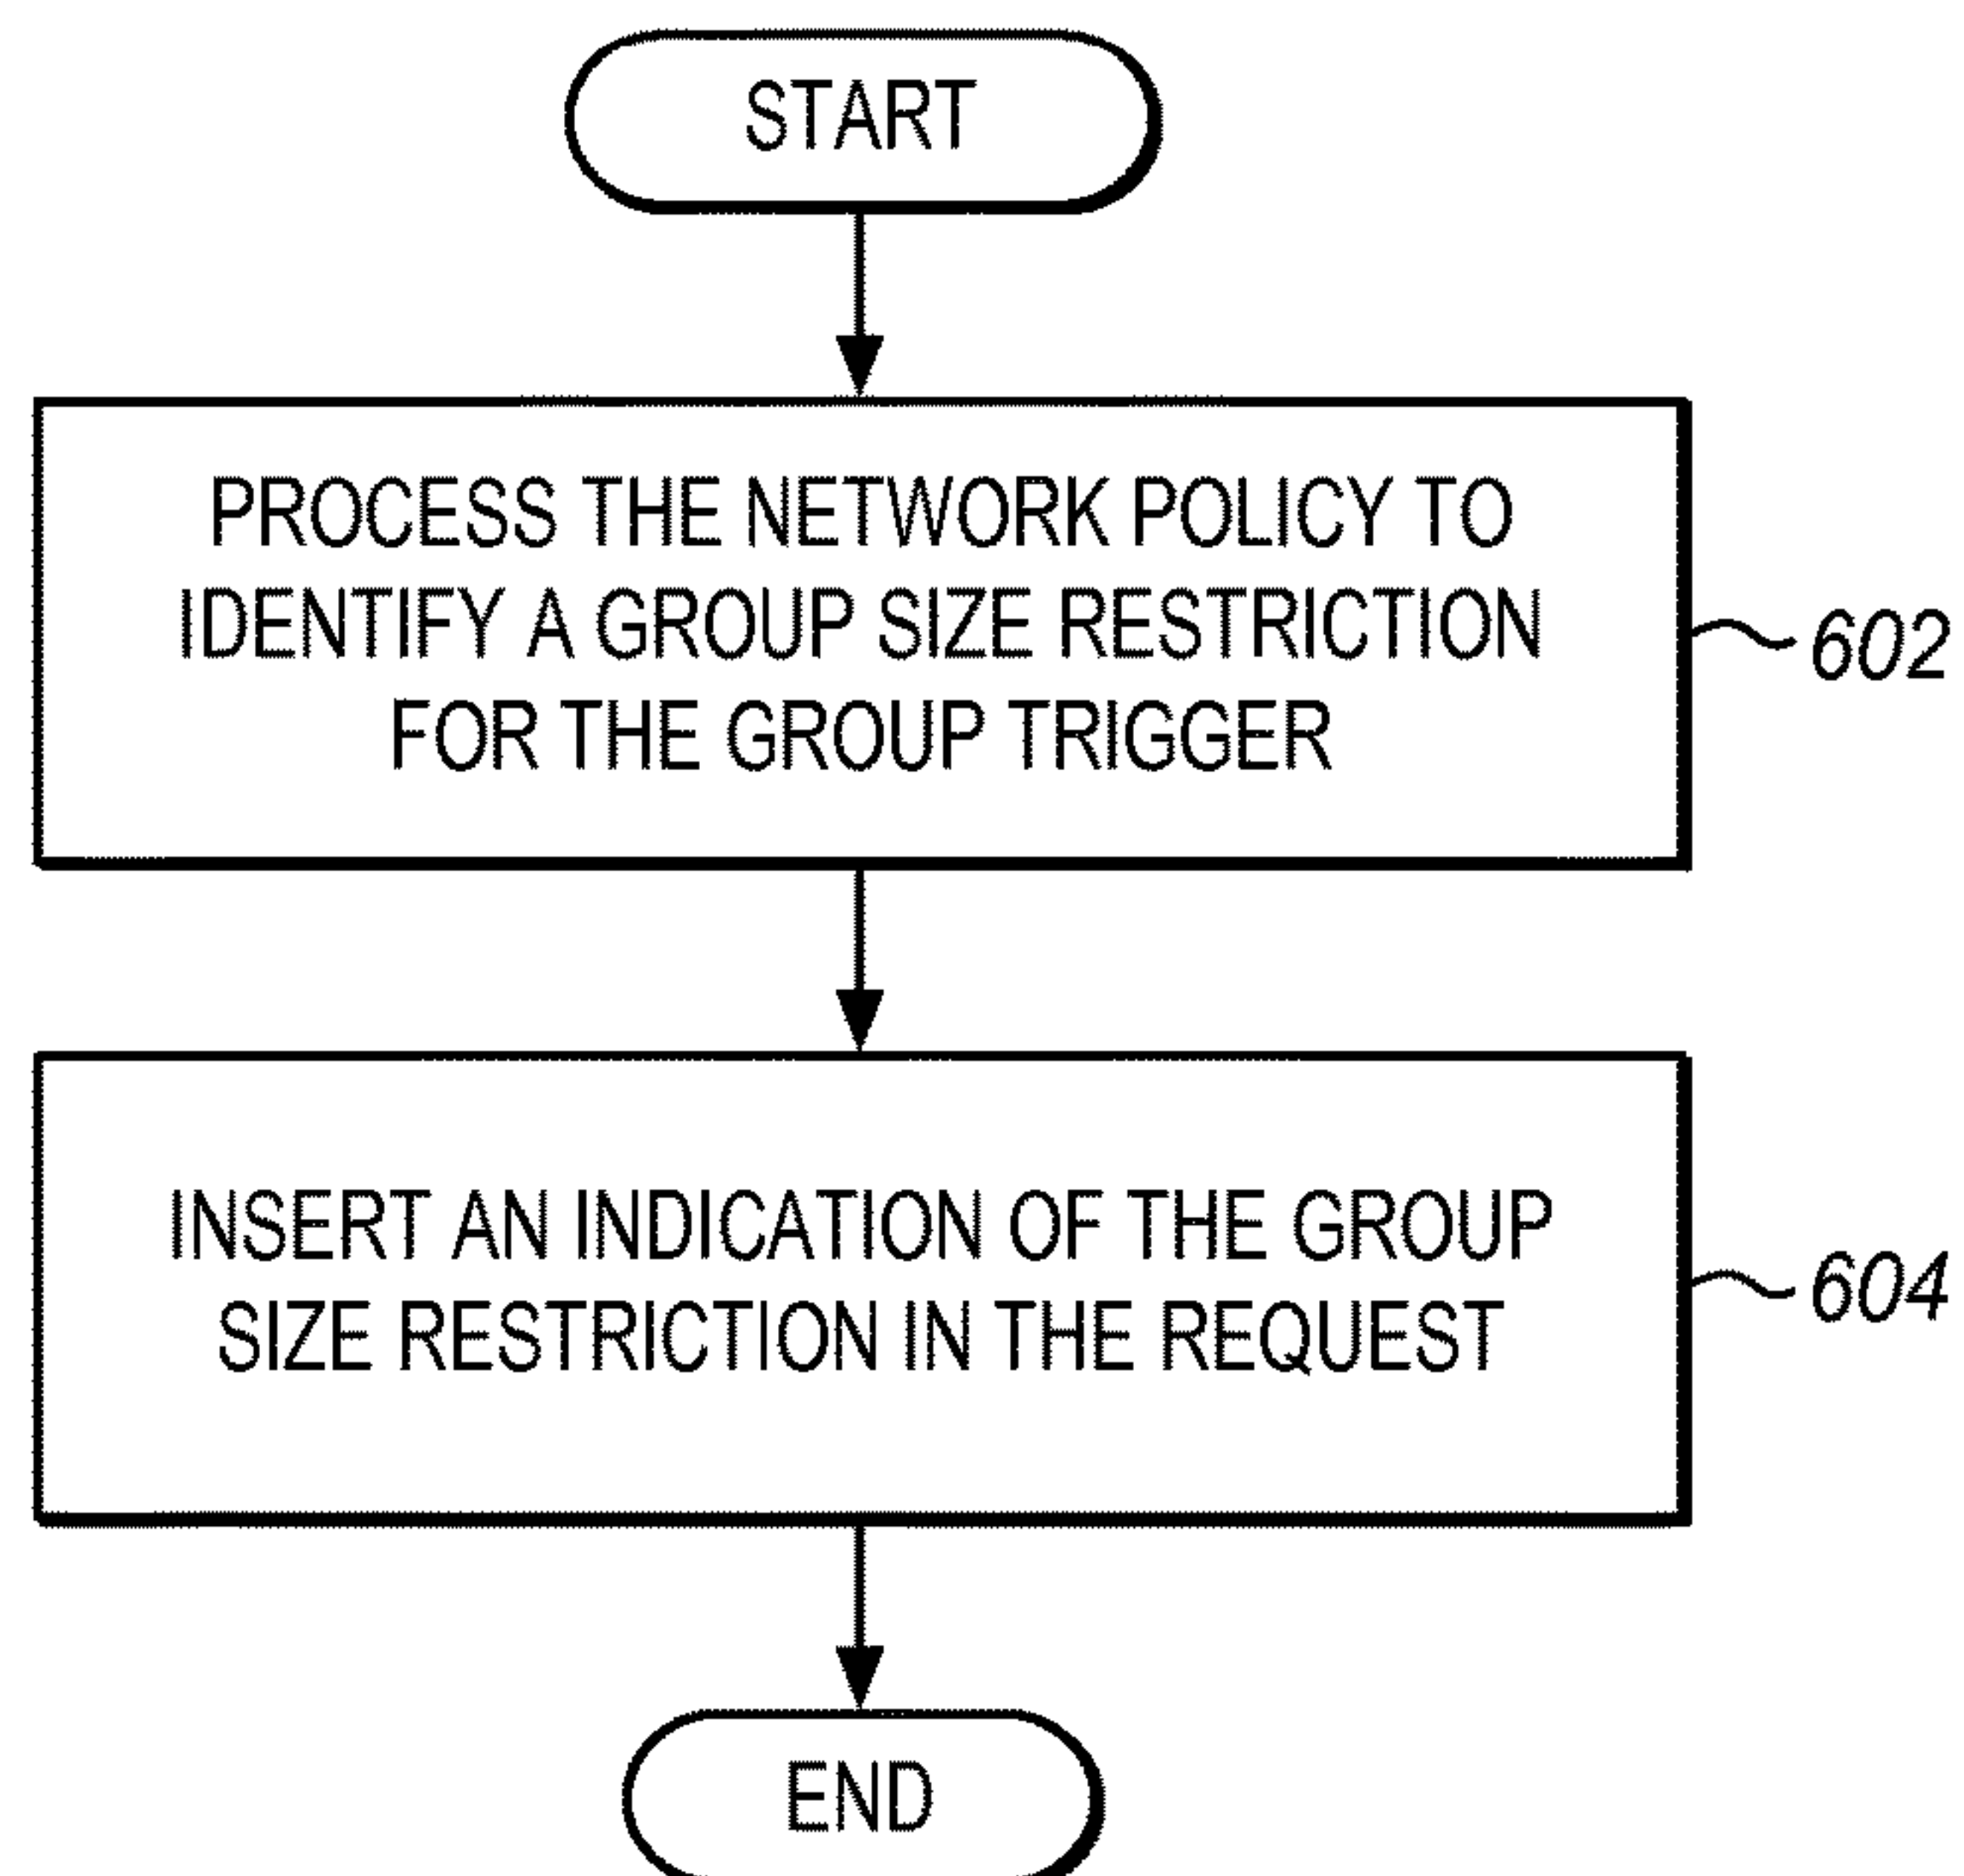 START
PROCESS THE NETWORK POLICY TO
IDENTIFY A GROUP SIZE RESTRICTION
FOR THE GROUP TRIGGER
602
INSERT AN INDICATION OF THE GROUP
SIZE RESTRICTION IN THE REQUEST
604
END